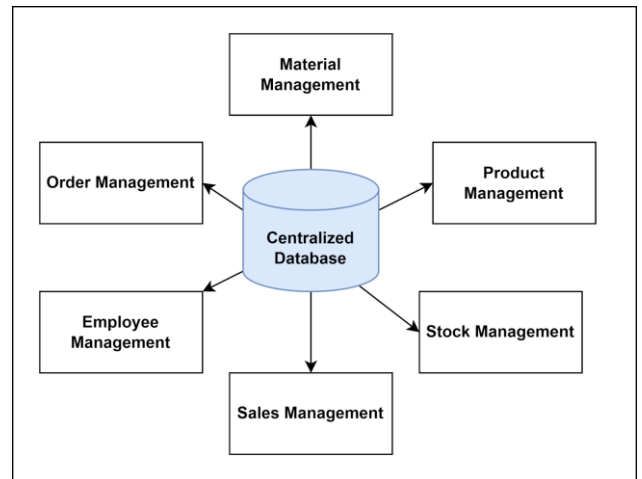 Material
Management
Order Management
Product
Management
Centralized
Database
Employee
Management
Stock Management
Sales Management